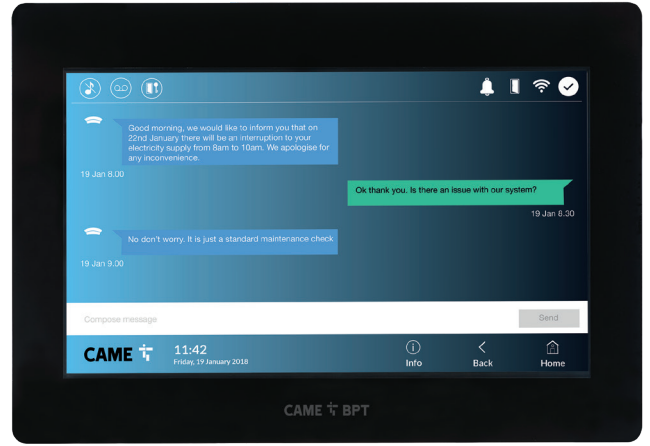 Good morning, we would like to inform you that on
22nd January there will be an interruption to your
electricity supply from 8am to 10am. We apologise for
any inconvenience.
19 Jan 8.00
Ok thank you. Is there an issue with our system?
19 Jan 8.30
No don't worry. It is just a standard maintenance check
19 Jan 9.00
Compose message
Send
CAME
11:42
Friday, 19 January 2018
Info
Back
Home
CAME BPT